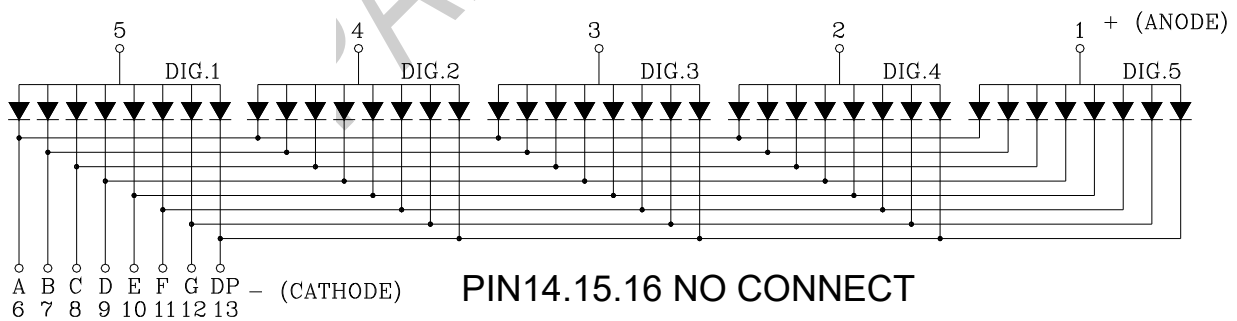 5 4 3 2 1 + (ANODE)
DIG.1 DIG.2 DIG.3 DIG.4 DIG.5
A B C D E F G DP - (CATHODE)
6 7 8 9 10 11 12 13
PIN14.15.16 NO CONNECT